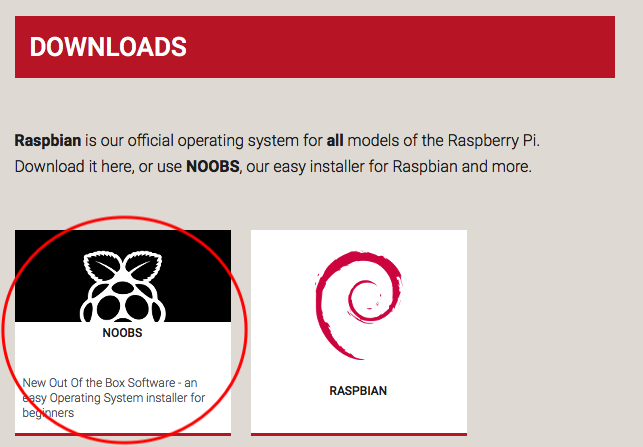 DOWNLOADS
Raspbian is our official operating system for all models of the Raspberry Pi.
Download it here, or use NOOBS, our easy installer for Raspbian and more.
NOOBS
New Out Of the Box Software - an
easy Operating System installer for
beginners
RASPBIAN